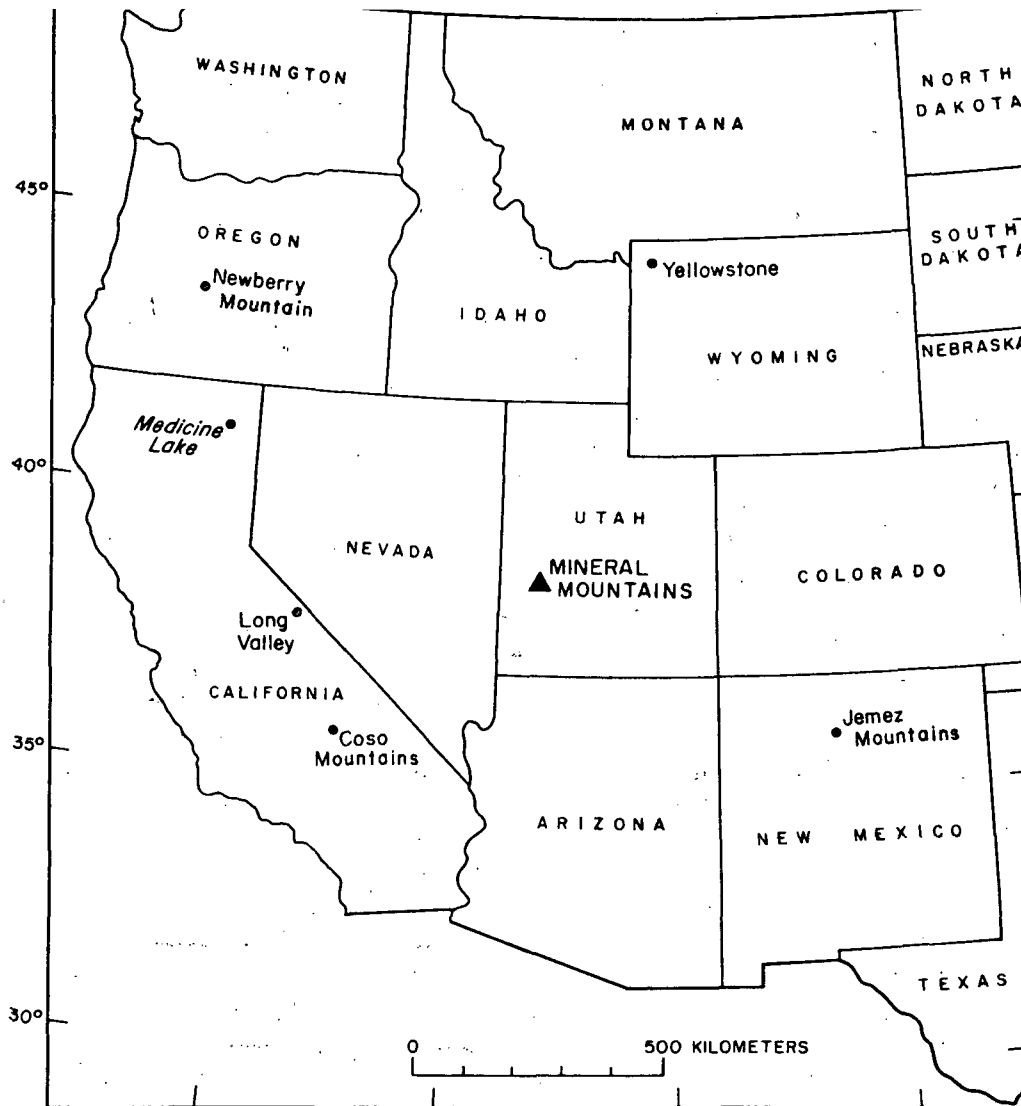 WASHINGTON
MONTANA
NORTH
DAKOTA
45°
OREGON
Newberry
Mountain
IDAHO
Yellowstone
SOUTH
DAKOTA
WYOMING
NEBRASKA
Medicine
Lake
40°
NEVADA
UTAH
MINERAL
MOUNTAINS
COLORADO
Long
Valley
CALIFORNIA
Coso
Mountains
35°
Jemez
Mountains
ARIZONA
NEW MEXICO
TEXAS
30°
0 500 KILOMETERS